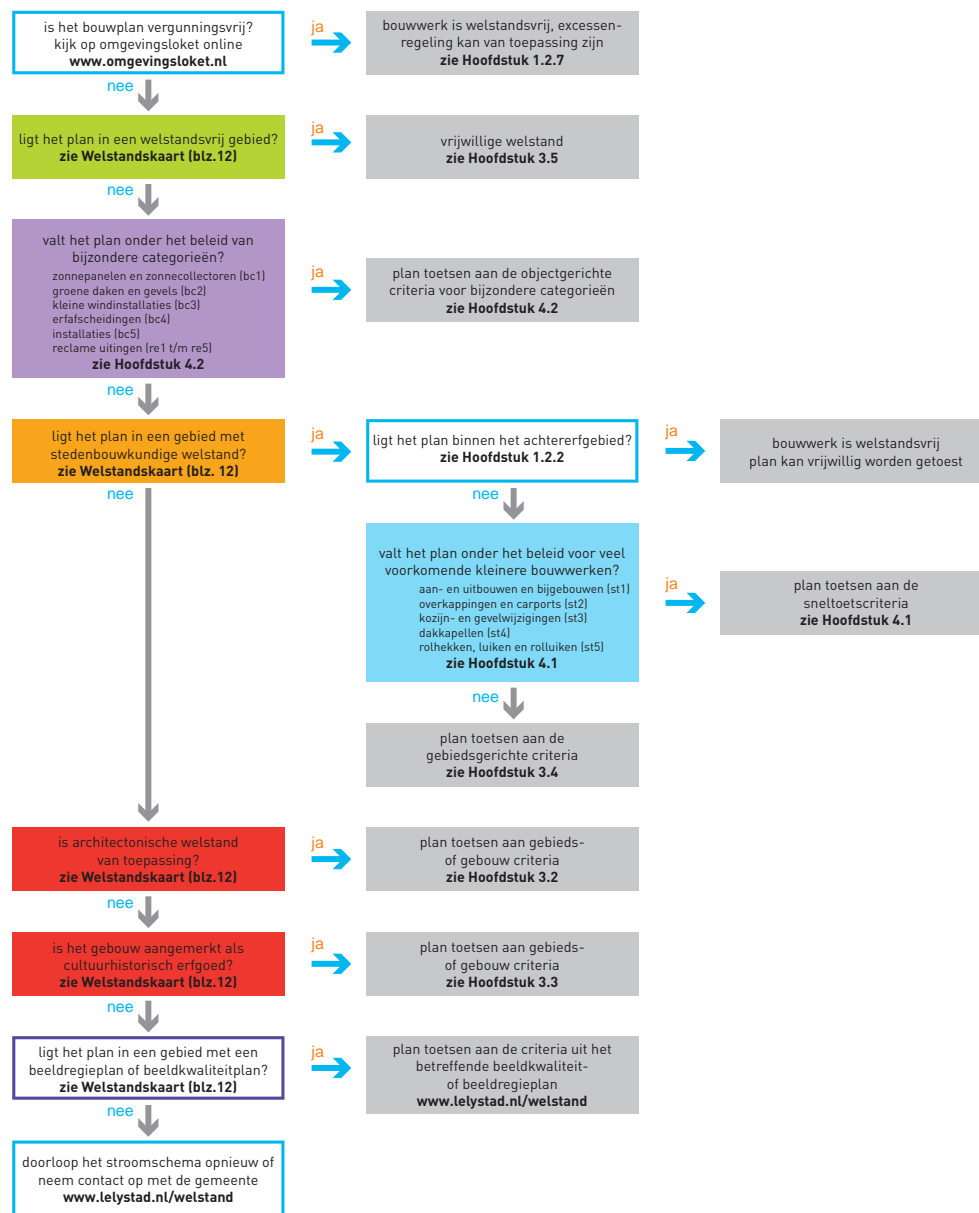 is het bouwplan vergunningsvrij?
kijk op omgevingsloket online
www.omgevingsloket.nl
ja
bouwwerk is welstandsvrij, excessen-
regeling kan van toepassing zijn
zie Hoofdstuk 1.2.7
nee
ligt het plan in een welstandsvrij gebied?
zie Welstandskaart (blz.12)
ja
vrijwillige welstand
zie Hoofdstuk 3.5
nee
valt het plan onder het beleid van
bijzondere categorieën?
zonnepanelen en zonnecollectoren (bc1)
groene daken en gevels (bc2)
kleine windinstallaties (bc3)
erfafscheidingen (bc4)
installaties (bc5)
reclame uitingen (re1 t/m re5)
zie Hoofdstuk 4.2
ja
plan toetsen aan de objectgerichte
criteria voor bijzondere categorieën
zie Hoofdstuk 4.2
nee
ligt het plan in een gebied met
stedenbouwkundige welstand?
zie Welstandskaart (blz. 12)
ja
ligt het plan binnen het achtererfgebied?
zie Hoofdstuk 1.2.2
ja
bouwwerk is welstandsvrij
plan kan vrijwillig worden getoest
nee
nee
valt het plan onder het beleid voor veel
voorkomende kleinere bouwwerken?
aan- en uitbouwen en bijgebouwen (st1)
overkappingen en carports (st2)
kozijn- en gevelwijzigingen (st3)
dakkapellen (st4)
rolhekken, luiken en rolluiken (st5)
zie Hoofdstuk 4.1
ja
plan toetsen aan de
sneltoetscriteria
zie Hoofdstuk 4.1
nee
plan toetsen aan de
gebiedsgerichte criteria
zie Hoofdstuk 3.4
is architectonische welstand
van toepassing?
zie Welstandskaart (blz.12)
ja
plan toetsen aan gebieds-
of gebouw criteria
zie Hoofdstuk 3.2
nee
is het gebouw aangemerkt als
cultuurhistorisch erfgoed?
zie Welstandskaart (blz.12)
ja
plan toetsen aan gebieds-
of gebouw criteria
zie Hoofdstuk 3.3
nee
ligt het plan in een gebied met een
beeldregieplan of beeldkwaliteitplan?
zie Welstandskaart (blz.12)
ja
plan toetsen aan de criteria uit het
betreffende beeldkwaliteit-
of beeldregieplan
www.lelystad.nl/welstand
nee
doorloop het stroomschema opnieuw of
neem contact op met de gemeente
www.lelystad.nl/welstand